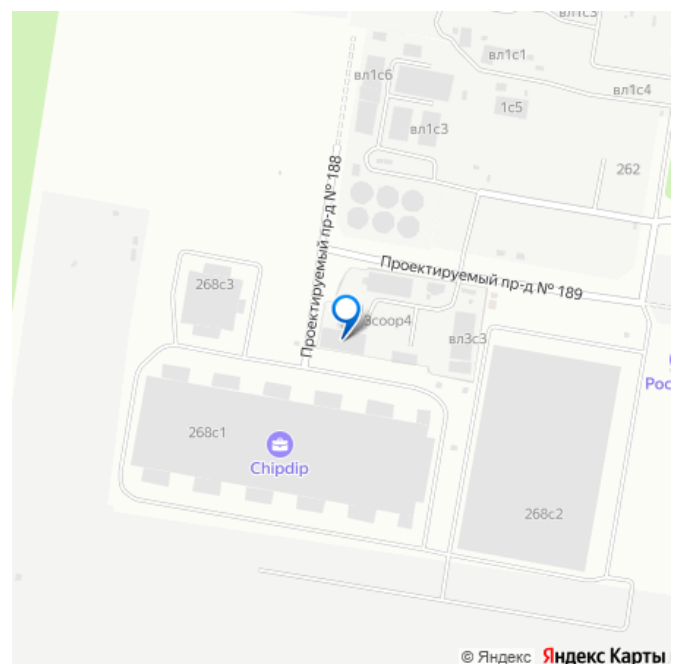 вл1с3
вл1с1
вл1с6
вл1с4
1с5
вл1с3
262
Проектируемый пр-д № 188
Проектируемый пр-д № 189
268с3
3соор4
вл3с3
Рос
268с1
Chipdip
268с2
© Яндекс Яндекс Карты